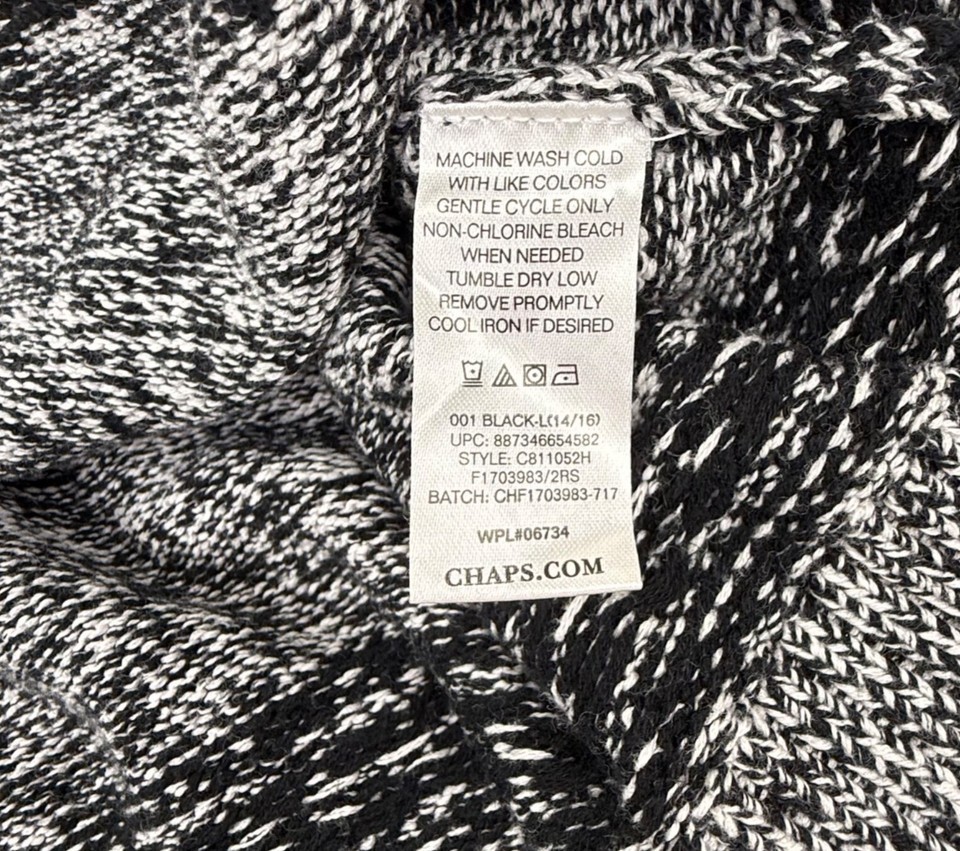 MACHINE WASH COLD
WITH LIKE COLORS
GENTLE CYCLE ONLY
NON-CHLORINE BLEACH
WHEN NEEDED
TUMBLE DRY LOW
REMOVE PROMPTLY
COOL IRON IF DESIRED
001 BLACK-L(14/16)
UPC: 887346654582
STYLE: C811052H
F1703983/2RS
BATCH: CHF1703983-717
WPL#06734
CHAPS.COM